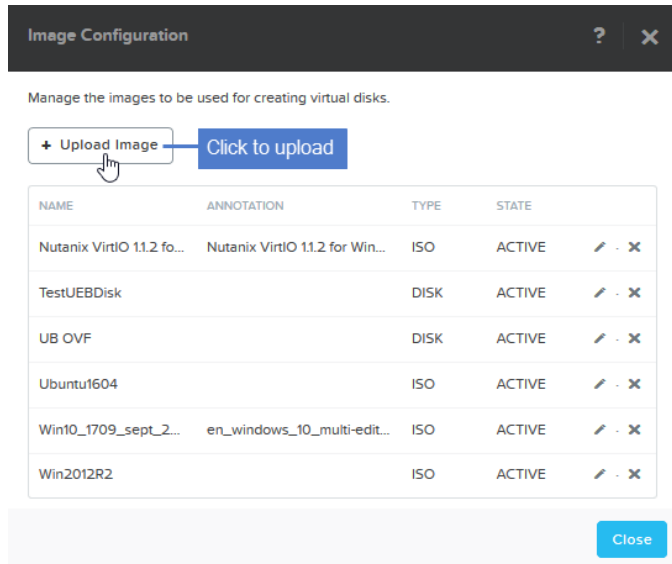 Image Configuration ? ×
Manage the images to be used for creating virtual disks.
+ Upload Image Click to upload
NAME ANNOTATION TYPE STATE
Nutanix VirtIO 1.1.2 fo... Nutanix VirtIO 1.1.2 for Win... ISO ACTIVE
TestUEBDisk DISK ACTIVE
UB OVF DISK ACTIVE
Ubuntu1604 ISO ACTIVE
Win10_1709_sept_2... en_windows_10_multi-edit... ISO ACTIVE
Win2012R2 ISO ACTIVE
Close